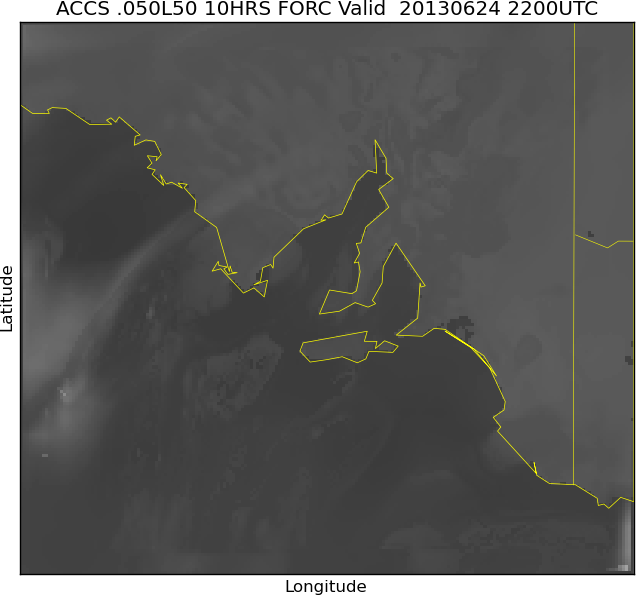 ACCS .050L50 10HRS FORC Valid  20130624 2200UTC
Latitude
Longitude